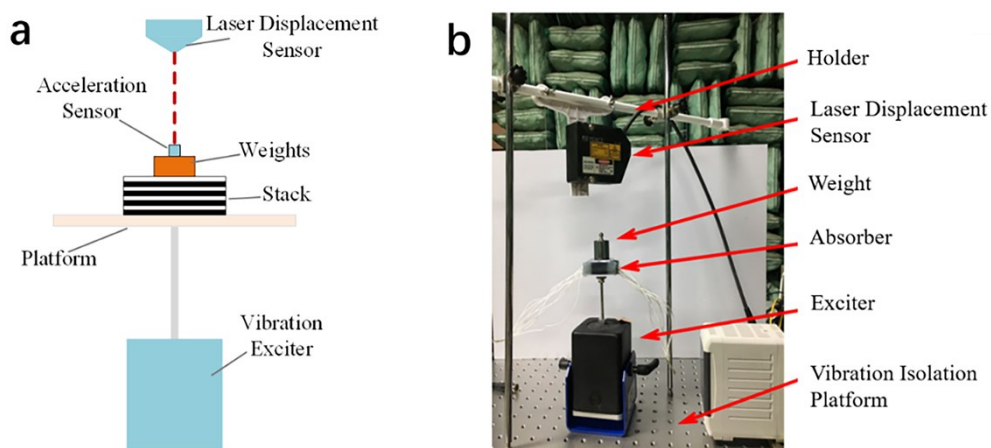 a
Laser Displacement
Sensor
Acceleration
Sensor
Weights
Stack
Platform
Vibration
Exciter
b
Holder
Laser Displacement
Sensor
Weight
Absorber
Exciter
Vibration Isolation
Platform